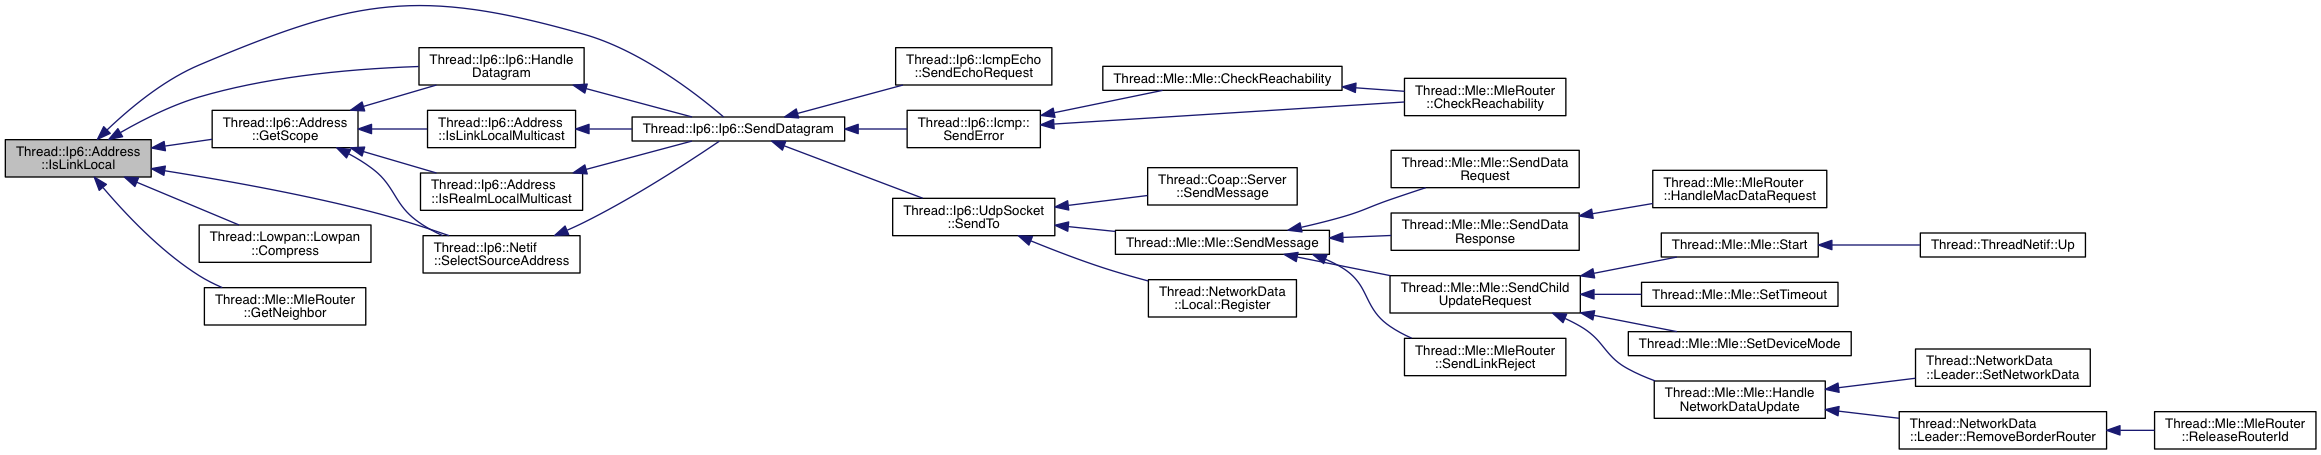 Thread::Ip6::Address
::IsLinkLocal
Thread::Ip6::Ip6::Handle
Datagram
Thread::Ip6::Address
::GetScope
Thread::Ip6::Address
::IsLinkLocalMulticast
Thread::Ip6::Address
::IsRealmLocalMulticast
Thread::Lowpan::Lowpan
::Compress
Thread::Ip6::Netif
::SelectSourceAddress
Thread::Mle::MleRouter
::GetNeighbor
Thread::Ip6::Ip6::SendDatagram
Thread::Ip6::IcmpEcho
::SendEchoRequest
Thread::Ip6::Icmp::
SendError
Thread::Ip6::UdpSocket
::SendTo
Thread::Mle::Mle::CheckReachability
Thread::Mle::MleRouter
::CheckReachability
Thread::Coap::Server
::SendMessage
Thread::Mle::Mle::SendMessage
Thread::NetworkData
::Local::Register
Thread::Mle::Mle::SendData
Request
Thread::Mle::Mle::SendData
Response
Thread::Mle::Mle::SendChild
UpdateRequest
Thread::Mle::MleRouter
::SendLinkReject
Thread::Mle::MleRouter
::HandleMacDataRequest
Thread::Mle::Mle::Start
Thread::Mle::Mle::SetTimeout
Thread::Mle::Mle::SetDeviceMode
Thread::Mle::Mle::Handle
NetworkDataUpdate
Thread::ThreadNetif::Up
Thread::NetworkData
::Leader::SetNetworkData
Thread::NetworkData
::Leader::RemoveBorderRouter
Thread::Mle::MleRouter
::ReleaseRouterId